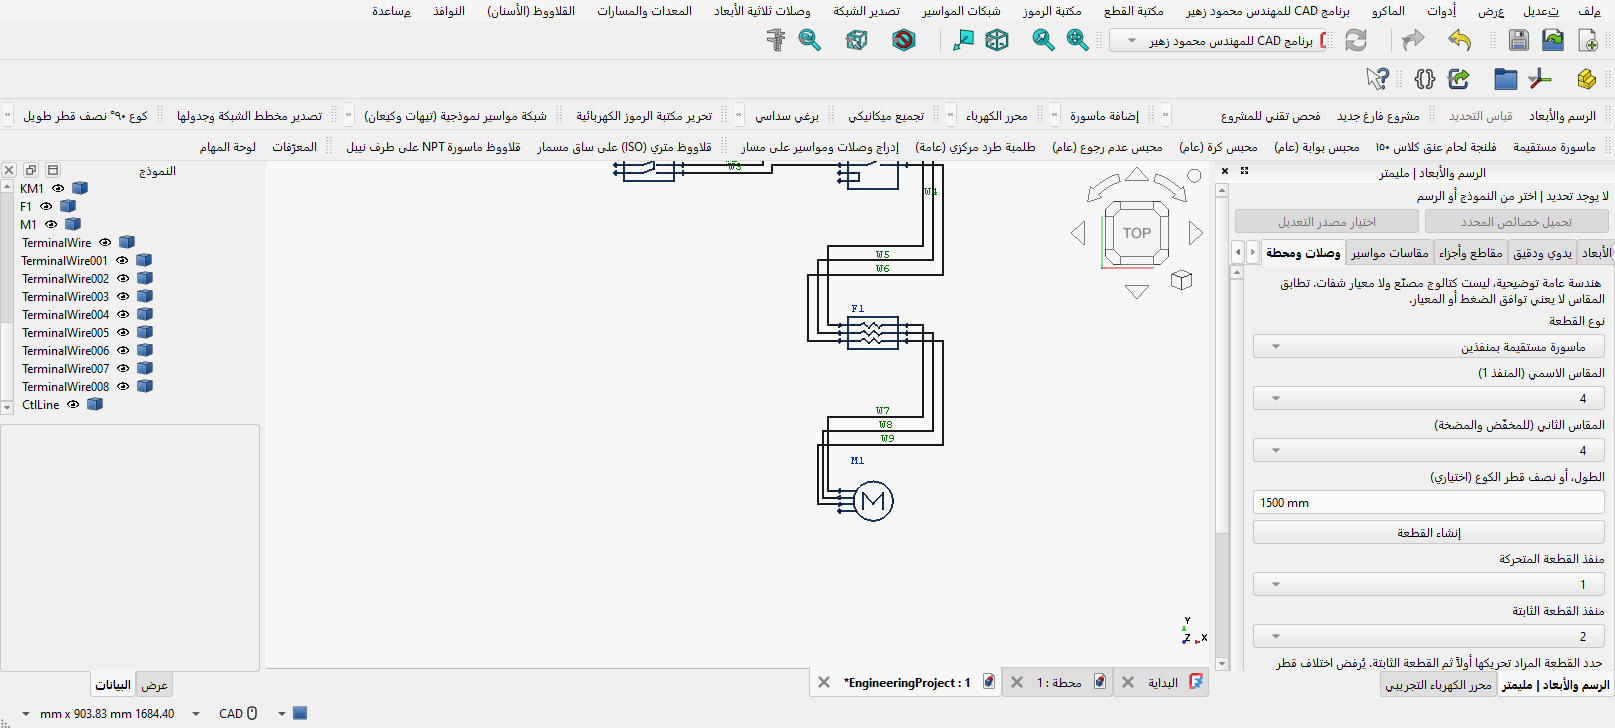 ملف تعديل عرض أدوات الماكرو برنامج CAD للمهندس محمود زهير مكتبة القطع مكتبة الرموز شبكات المواسير تصدير الشبكة وصلات ثلاثية الأبعاد المعدات والمسارات القلاووظ (الأسنان) النوافذ مساعدة
برنامج CAD للمهندس محمود زهير
الرسم والأبعاد قياس التحديد مشروع فارغ جديد فحص تقني للمشروع « إضافة ماسورة « محرر الكهرباء « تجميع ميكانيكي « برغي سداسي « تحرير مكتبة الرموز الكهربائية شبكة مواسير نموذجية (تيهات وكيعان) « تصدير مخطط الشبكة وجدولها كوع ٩٠° نصف قطر طويل «
ماسورة مستقيمة فلنجة لحام عنق كلاس ١٥٠ محبس بوابة (عام) محبس كرة (عام) محبس عدم رجوع (عام) طلمبة طرد مركزي (عامة) إدراج وصلات ومواسير على مسار قلاووظ متري (ISO) على ساق مسمار قلاووظ ماسورة NPT على طرف نيبل المعرّفات لوحة المهام
الرسم والأبعاد | مليمتر
لا يوجد تحديد | اختر من النموذج أو الرسم
تحميل خصائص المحدد
اختيار مصدر التعديل
الأبعاد يدوي ودقيق مقاطع وأجزاء مقاسات مواسير وصلات ومحطة
هندسة عامة توضيحية، ليست كتالوج مصنّع ولا معيار شفات. تطابق
المقاس لا يعني توافق الضغط أو المعيار.
نوع القطعة
ماسورة مستقيمة بمنفذين
المقاس الاسمي (المنفذ 1)
4
المقاس الثاني (للمخفّض والمضخة)
4
الطول، أو نصف قطر الكوع (اختياري)
1500 mm
إنشاء القطعة
منفذ القطعة المتحركة
1
منفذ القطعة الثابتة
2
حدد القطعة المراد تحريكها أولاً ثم القطعة الثابتة. يُرفض اختلاف قطر
الرسم والأبعاد | مليمتر محرر الكهرباء التجريبي
W3
W4
W5
W6
F1
W7
W8
W9
M1
M
TOP
Y
Z X
البداية
محطة : 1
EngineeringProject : 1*
النموذج
KM1
F1
M1
TerminalWire
TerminalWire001
TerminalWire002
TerminalWire003
TerminalWire004
TerminalWire005
TerminalWire006
TerminalWire007
TerminalWire008
CtlLine
عرض البيانات
CAD
mm x 903.83 mm 1684.40